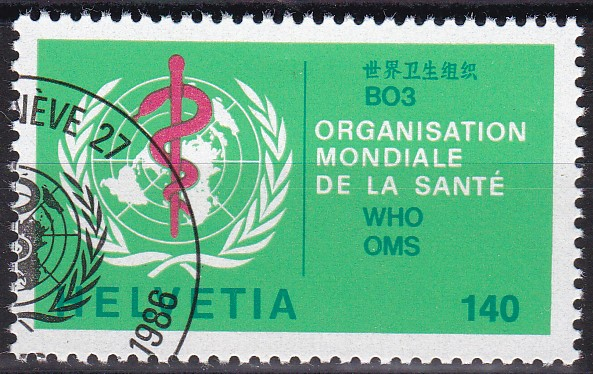 世界卫生组织
ВОЗ
ORGANISATION
MONDIALE
DE LA SANTÉ
WHO
OMS
HELVETIA
140
NÈVE 27
1986